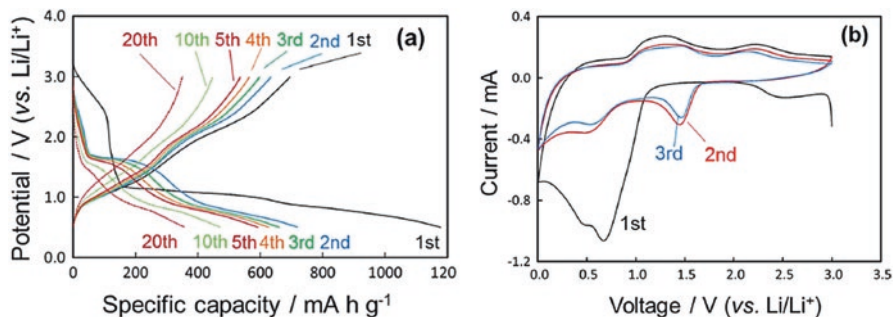 (a)
4.0
3.0
2.0
1.0
0.0
Potential / V (vs. Li/Li⁺)
0
200
400
600
800
1000
1200
Specific capacity / mA h g⁻¹
20th
10th
5th
4th
3rd
2nd
1st
20th
10th
5th
4th
3rd
2nd
1st
(b)
0.4
0.0
-0.4
-0.8
-1.2
Current / mA
0.0
0.5
1.0
1.5
2.0
2.5
3.0
3.5
Voltage / V (vs. Li/Li⁺)
3rd
2nd
1st